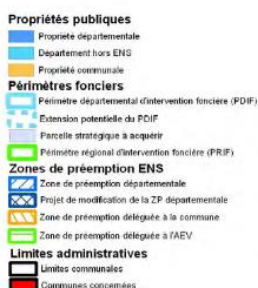 Propriétés publiques
Propriété départementale
Département hors ENS
Propriété communale
Périmètres fonciers
Périmètre départemental d'intervention foncière (PDIF)
Extension potentielle du PDIF
Parcelle stratégique à acquérir
Périmètre régional d'intervention foncière (PRIF)
Zones de préemption ENS
Zone de préemption départementale
Projet de modification de la ZP départementale
Zone de préemption déléguée à la commune
Zone de préemption déléguée à l'AEV
Limites administratives
Limites communales
Communes concernées